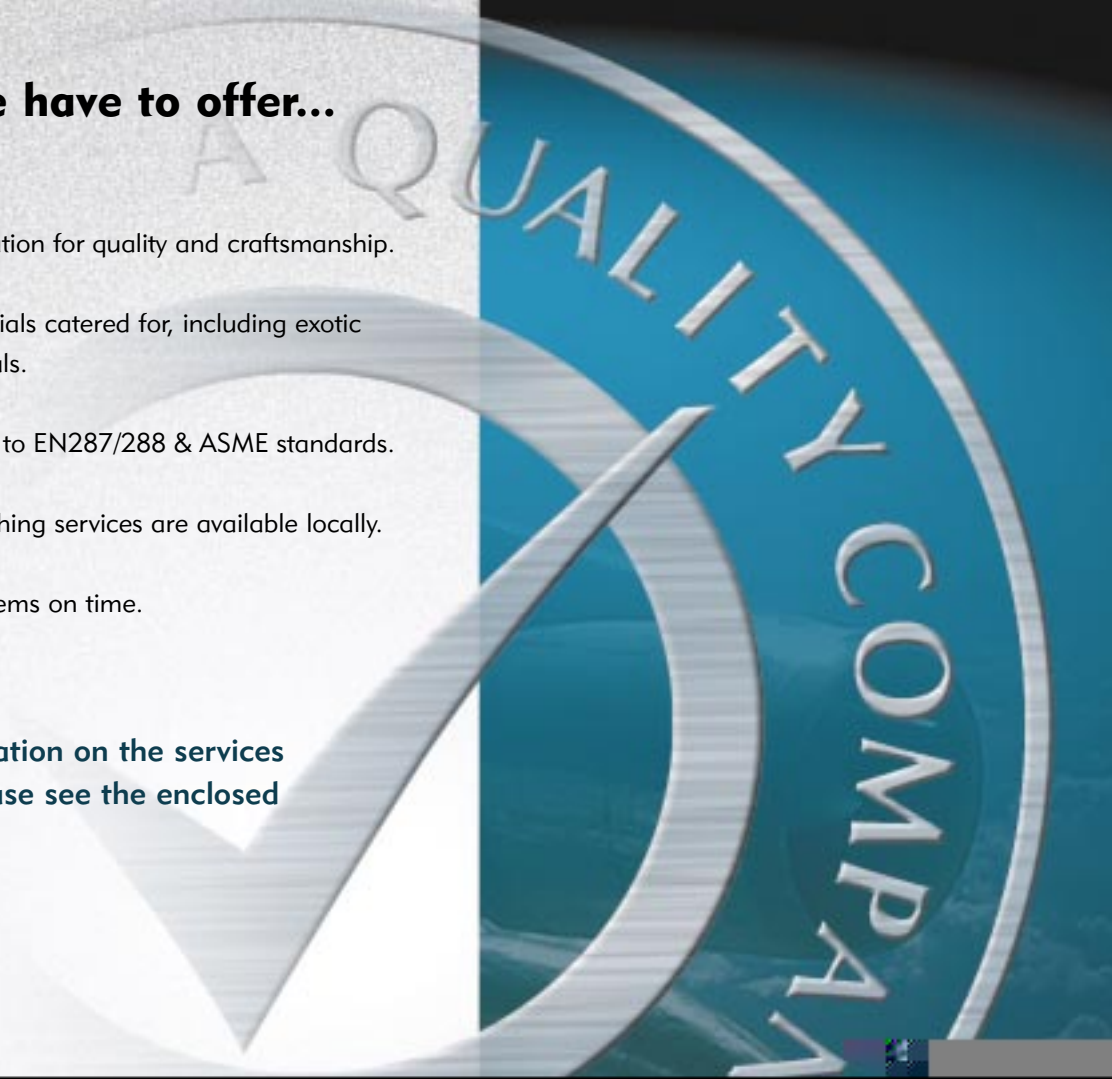 e have to offer...
A QUALITY COMPA
tion for quality and craftsmanship.
ials catered for, including exotic
ls.
to EN287/288 & ASME standards.
hing services are available locally.
ems on time.
ation on the services
ase see the enclosed